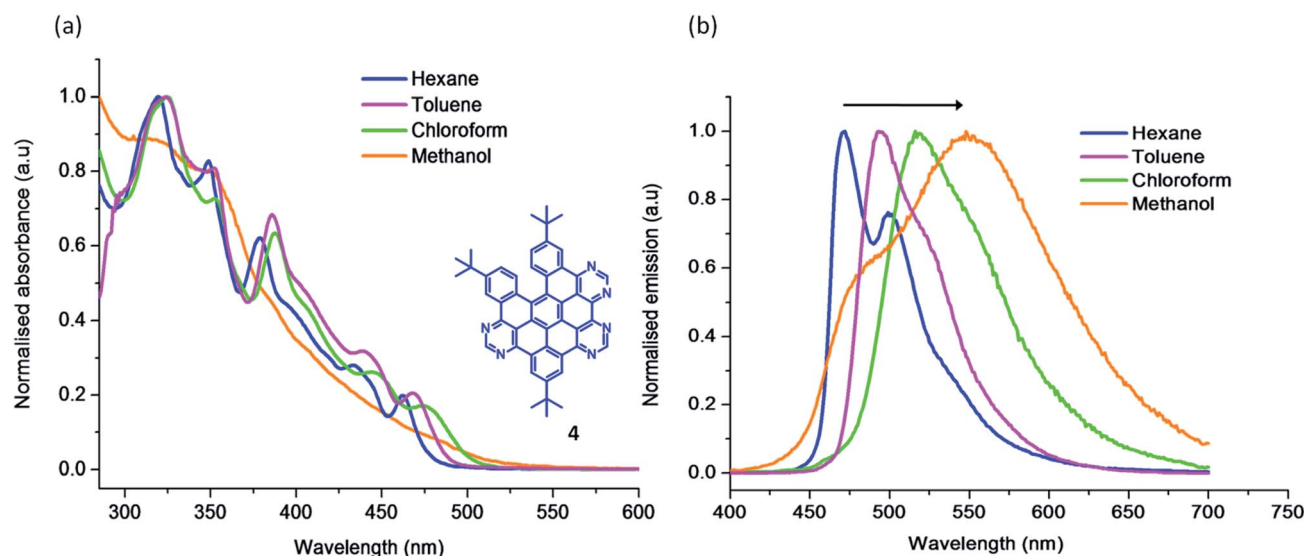 (a)
Hexane
Toluene
Chloroform
Methanol
1.0
0.8
0.6
0.4
0.2
0.0
Normalised absorbance (a.u)
N
N
N
N
N
N
4
300
350
400
450
500
550
600
Wavelength (nm)
(b)
Hexane
Toluene
Chloroform
Methanol
1.0
0.8
0.6
0.4
0.2
0.0
Normalised emission (a.u)
400
450
500
550
600
650
700
750
Wavelength (nm)